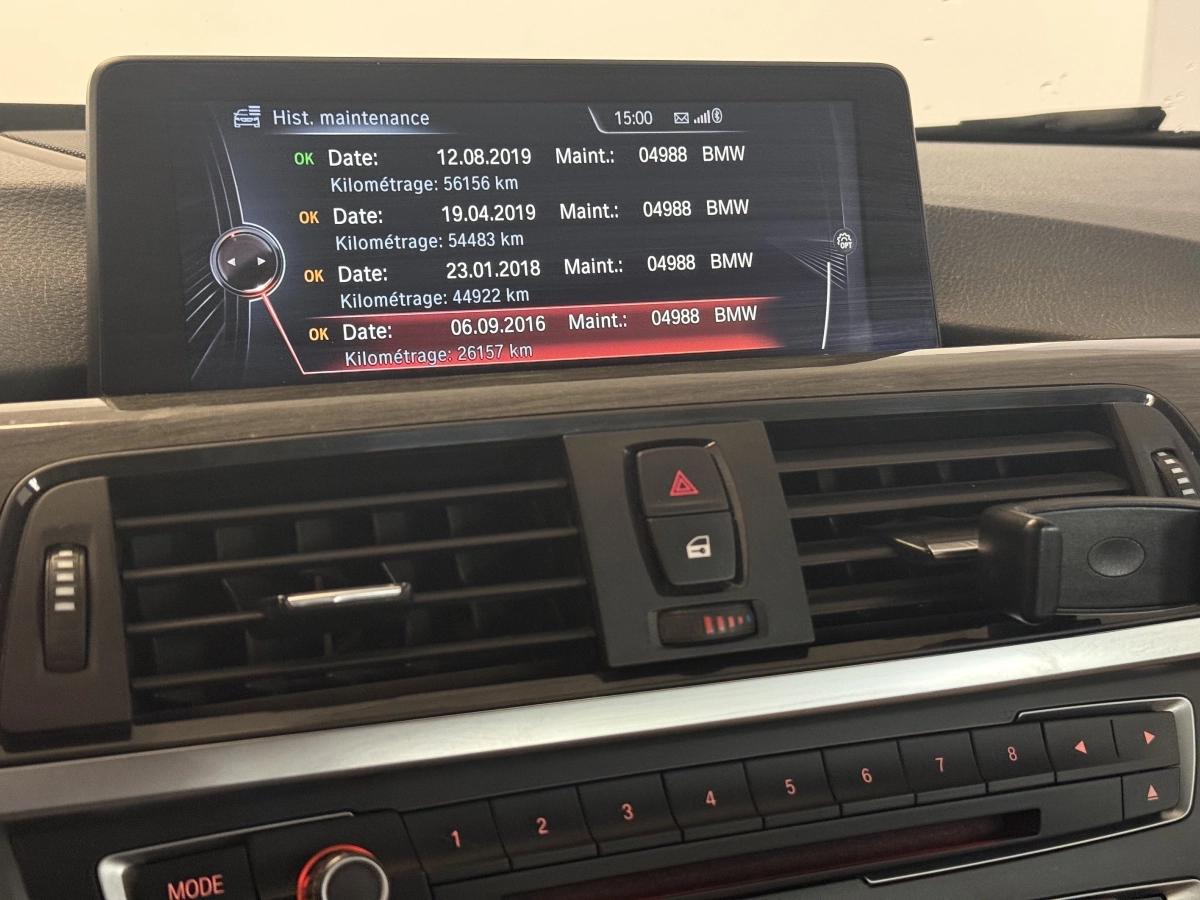 Hist. maintenance 15:00
OK Date: 12.08.2019 Maint.: 04988 BMW
Kilométrage: 56156 km
OK Date: 19.04.2019 Maint.: 04988 BMW
Kilométrage: 54483 km
OK Date: 23.01.2018 Maint.: 04988 BMW
Kilométrage: 44922 km
OK Date: 06.09.2016 Maint.: 04988 BMW
Kilométrage: 26157 km
OPT
1 2 3 4 5 6 7 8
MODE